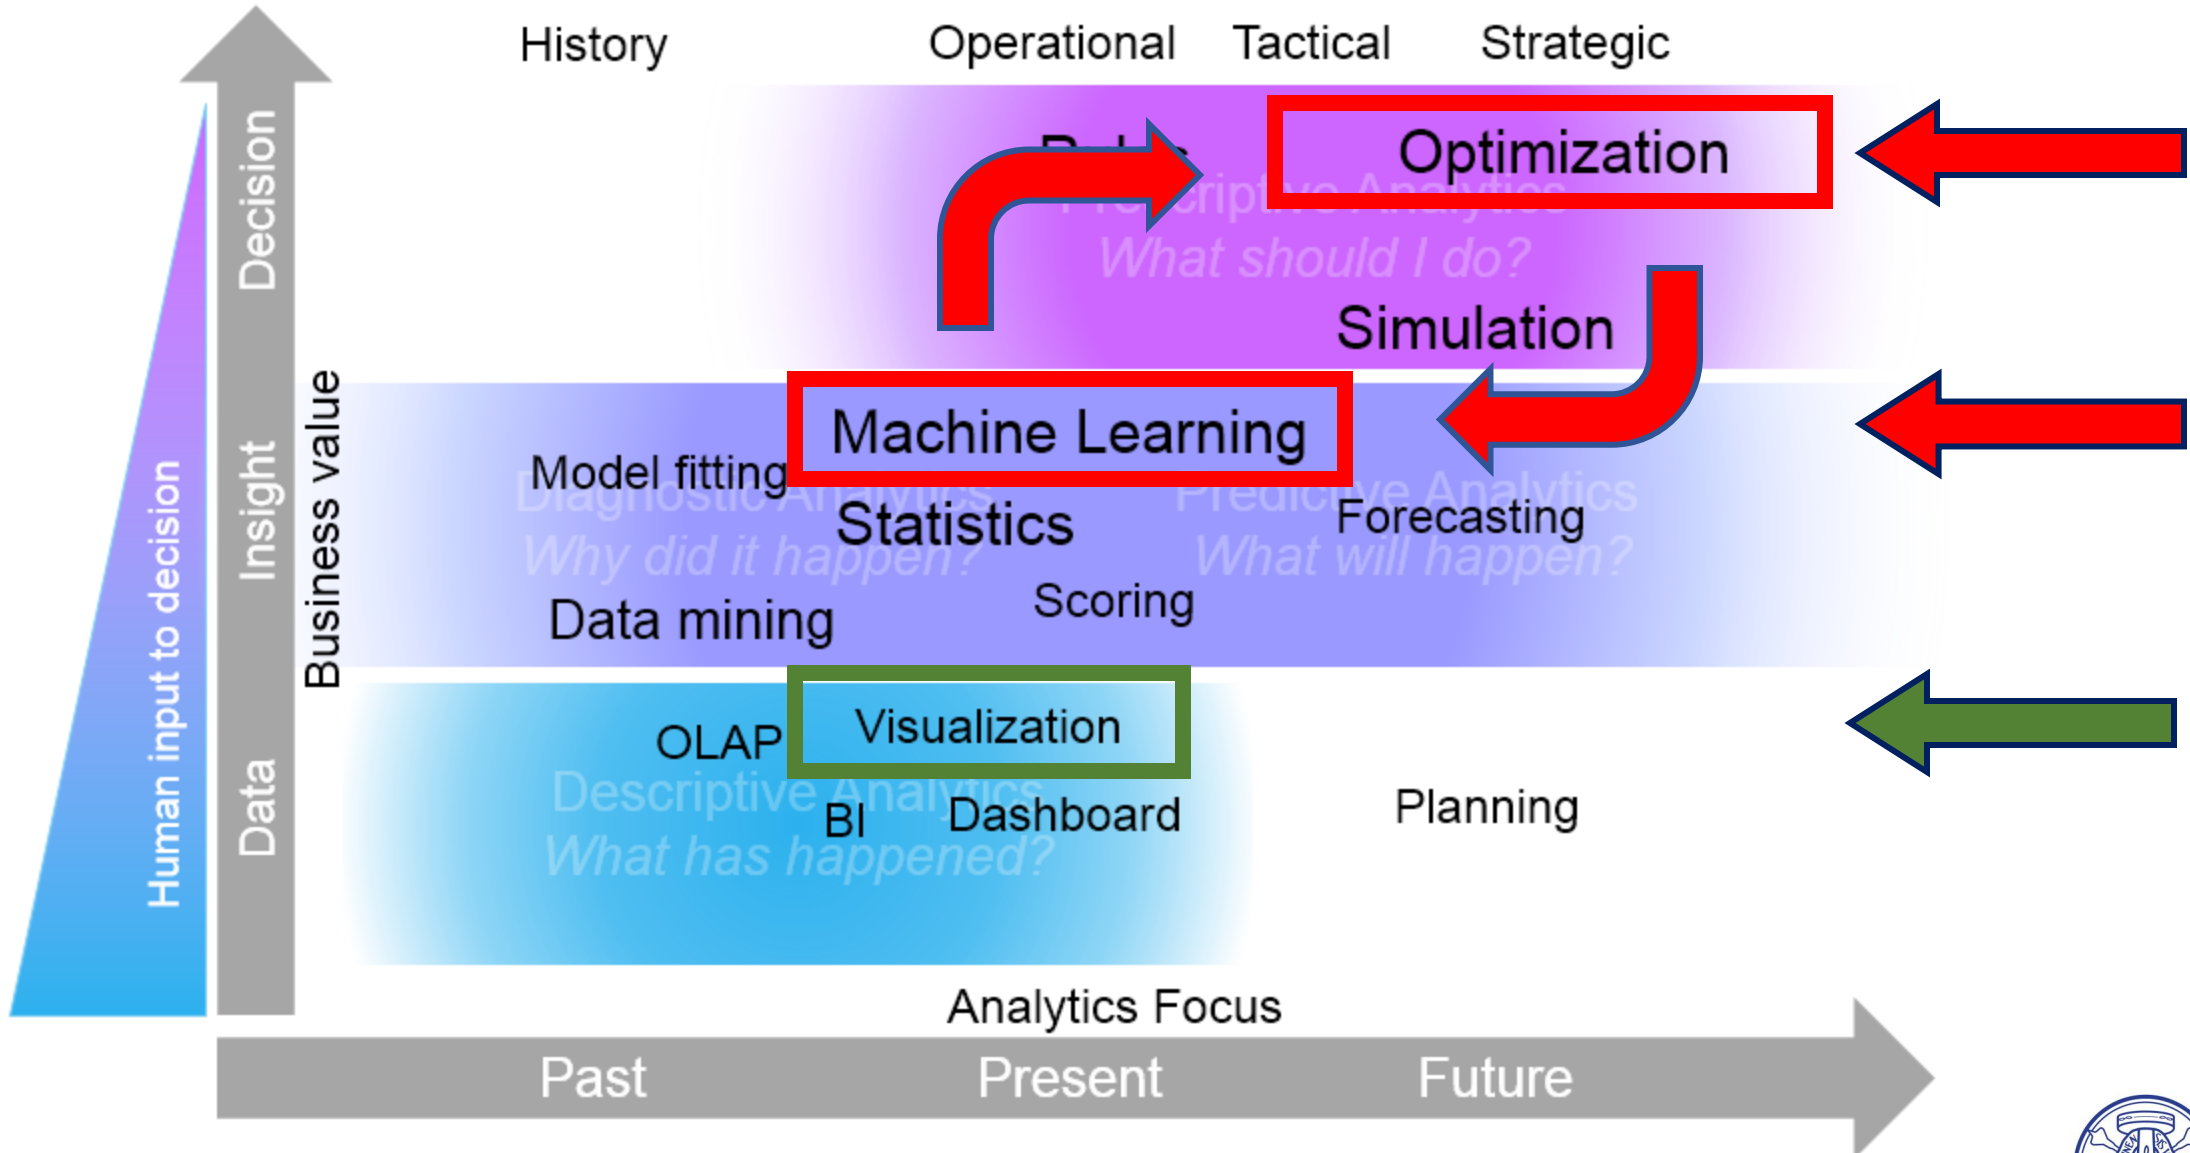 History
Operational
Tactical
Strategic
Optimization
Prescriptive Analytics
What should I do?
Simulation
Decision
Insight
Data
Business value
Human input to decision
Machine Learning
Model fitting
Diagnostic Analytics
Predictive Analytics
Statistics
Forecasting
Why did it happen?
What will happen?
Scoring
Data mining
Visualization
OLAP
Descriptive Analytics
BI
Dashboard
Planning
What has happened?
Analytics Focus
Past
Present
Future